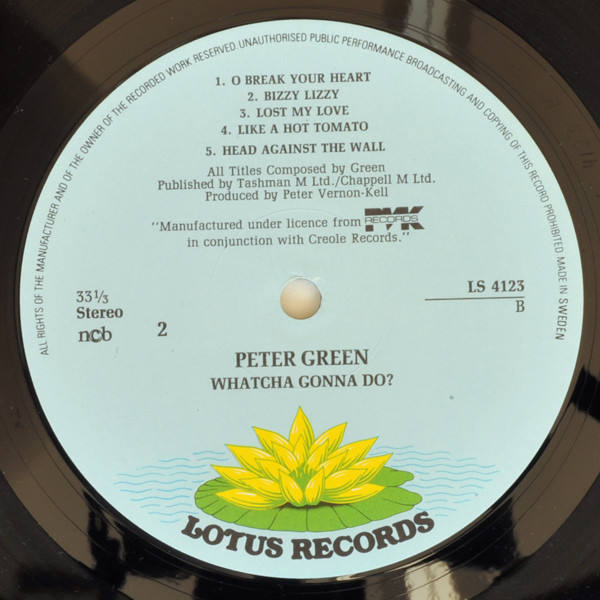 ALL RIGHTS OF THE MANUFACTURER AND OF THE OWNER OF THE RECORDED WORK RESERVED UNAUTHORISED PUBLIC PERFORMANCE BROADCASTING AND COPYING OF THIS RECORD PROHIBITED MADE IN SWEDEN
1. O BREAK YOUR HEART
2. BIZZY LIZZY
3. LOST MY LOVE
4. LIKE A HOT TOMATO
5. HEAD AGAINST THE WALL
All Titles Composed by Green
Published by Tashman M Ltd./Chappell M Ltd.
Produced by Peter Vernon-Kell
"Manufactured under licence from PVK RECORDS
in conjunction with Creole Records."
33⅓
Stereo
ncb
2
LS 4123
B
PETER GREEN
WHATCHA GONNA DO?
LOTUS RECORDS